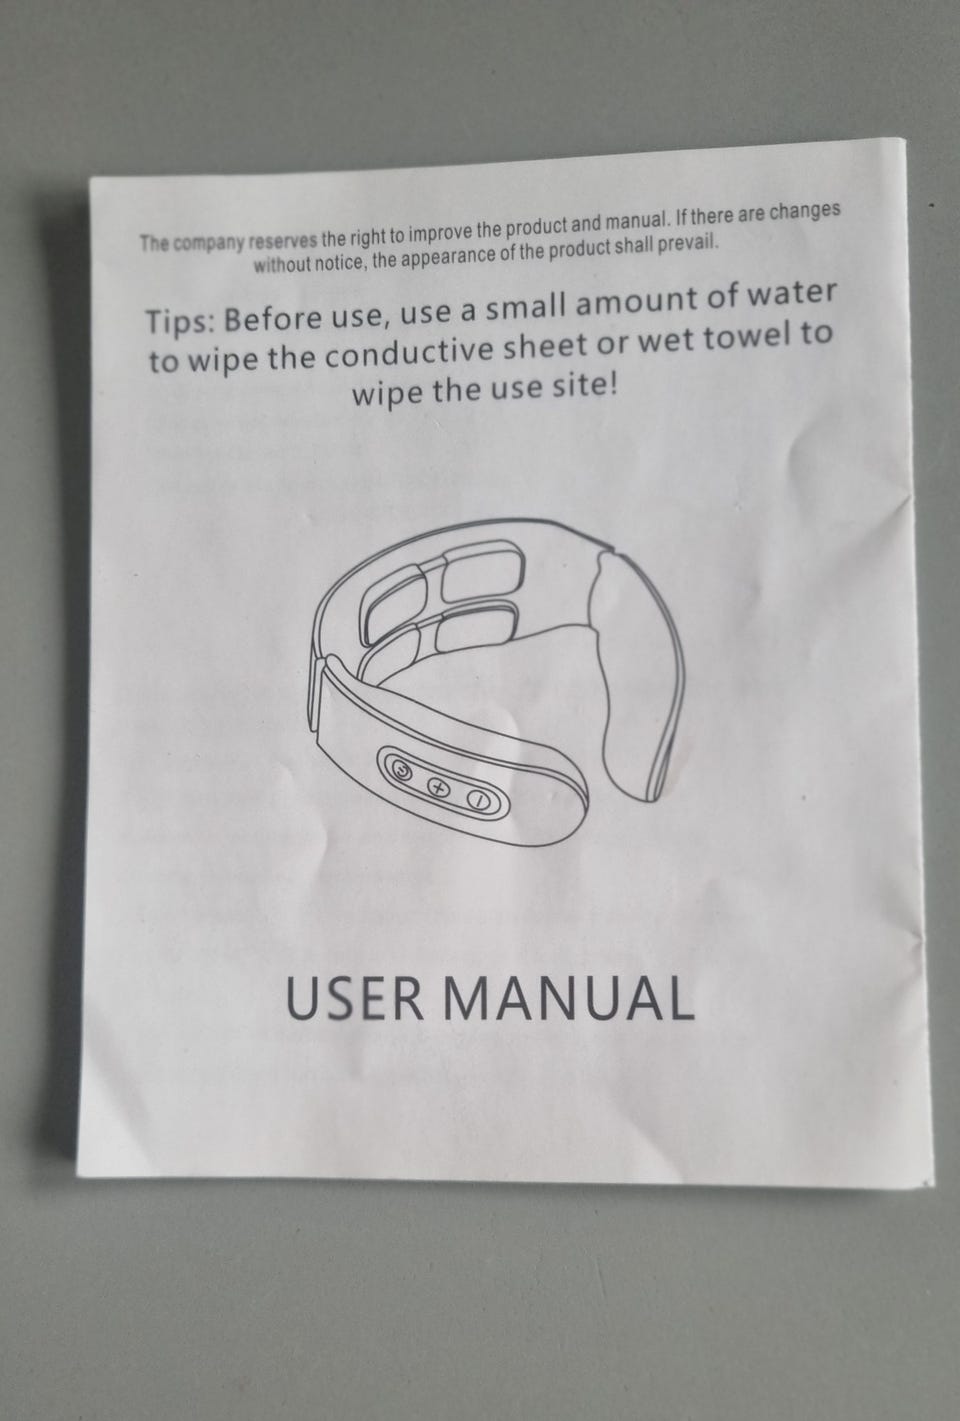 The company reserves the right to improve the product and manual. If there are changes
without notice, the appearance of the product shall prevail.
Tips: Before use, use a small amount of water
to wipe the conductive sheet or wet towel to
wipe the use site!
USER MANUAL